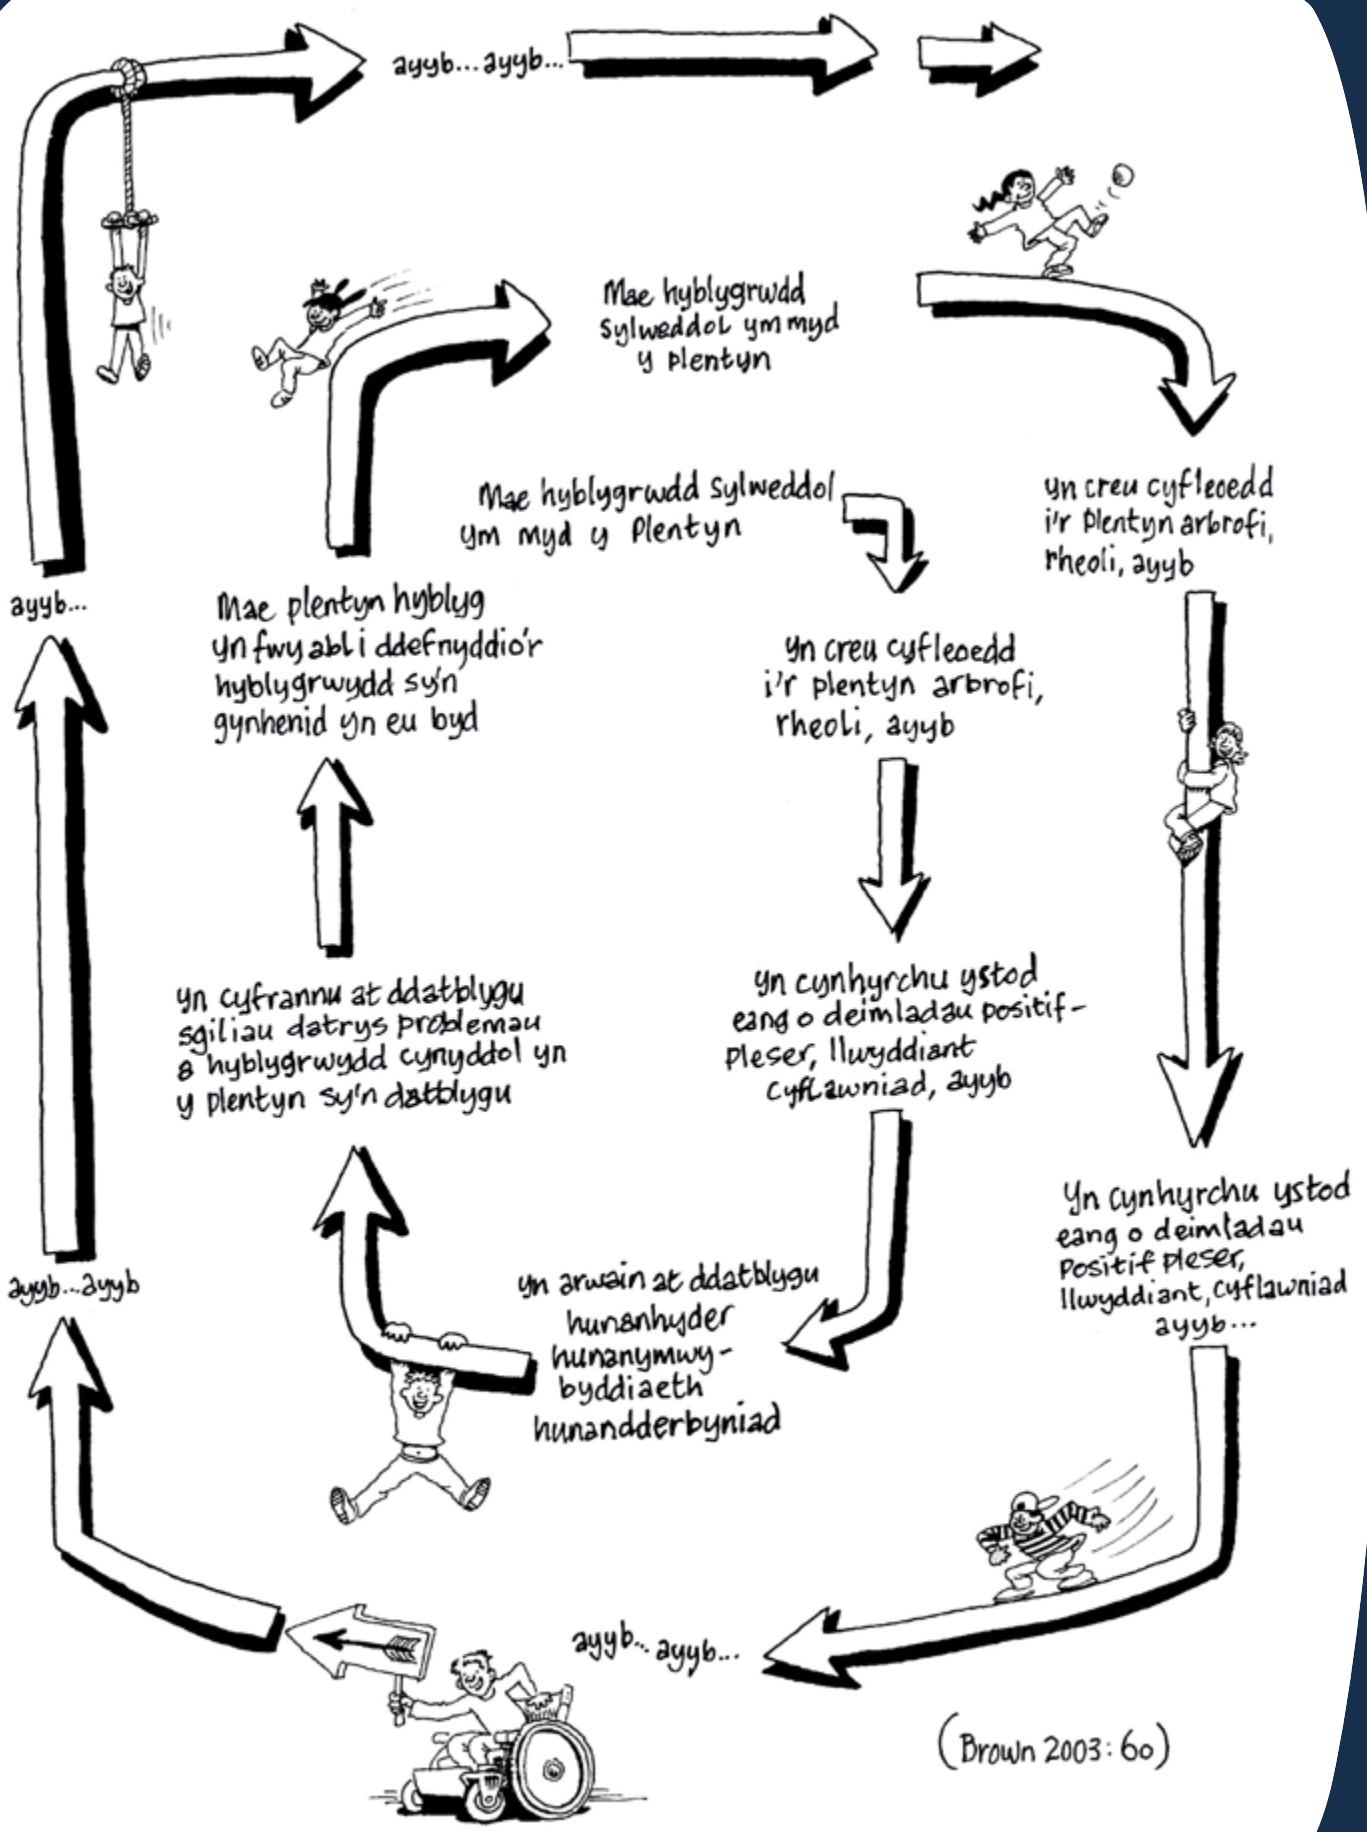 Mae hyblygrwdd sylweddol
ym myd y Plentyn
yn creu cyfleoedd
i'r plentyn arbrofi,
rheoli, ayyb
yn cynhyrchu ystod
eang o deimladau positif-
pleser, llwyddiant
cyflawniad, ayyb
yn arwain at ddatblygu
hunanhyder
hunanymwy-
byddiaeth
hunandderbyniad
yn cyfrannu at ddatblygu
sgiliau datrys problemau
a hyblygrwydd cynyddol yn
y plentyn sy'n datblygu
Mae plentyn hyblyg
yn fwy abl i ddefnyddio'r
hyblygrwydd sy'n
gynhenid yn eu byd
Mae hyblygrwdd
sylweddol ym myd
y plentyn
yn creu cyfleoedd
i'r Plentyn arbrofi,
rheoli, ayyb
Yn cynhyrchu ystod
eang o deimladau
Positif pleser,
llwyddiant, cyflawniad
ayyb...
ayyb... ayyb...
ayyb...ayyb
ayyb...
ayyb...ayyb...
(Brown 2003: 60)